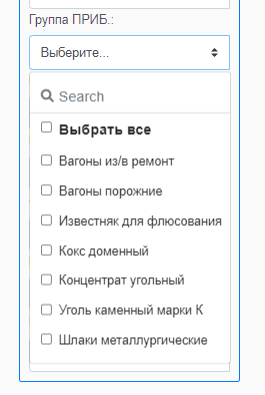 Группа ПРИБ.:
Выберите...
Search
Выбрать все
Вагоны из/в ремонт
Вагоны порожние
Известняк для флюсования
Кокс доменный
Концентрат угольный
Уголь каменный марки К
Шлаки металлургические